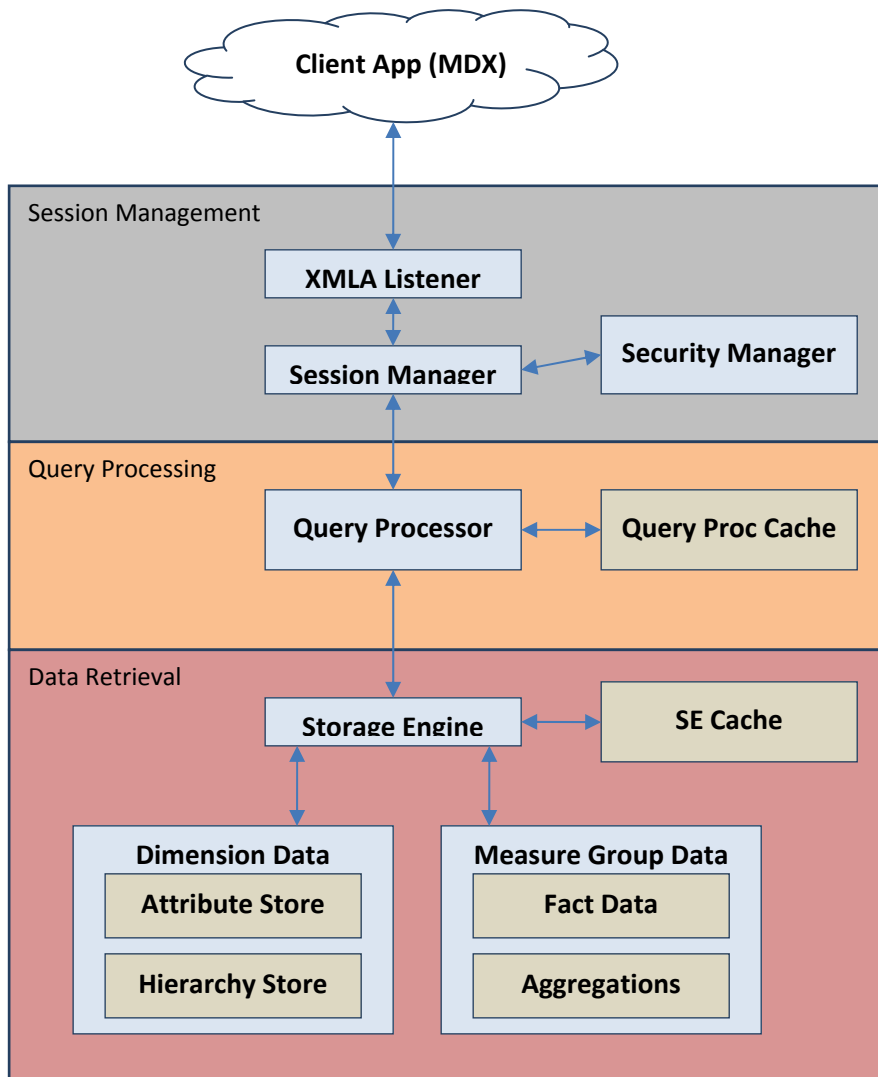 Client App (MDX)
Session Management
XMLA Listener
Session Manager
Security Manager
Query Processing
Query Processor
Query Proc Cache
Data Retrieval
Storage Engine
SE Cache
Dimension Data
Attribute Store
Hierarchy Store
Measure Group Data
Fact Data
Aggregations